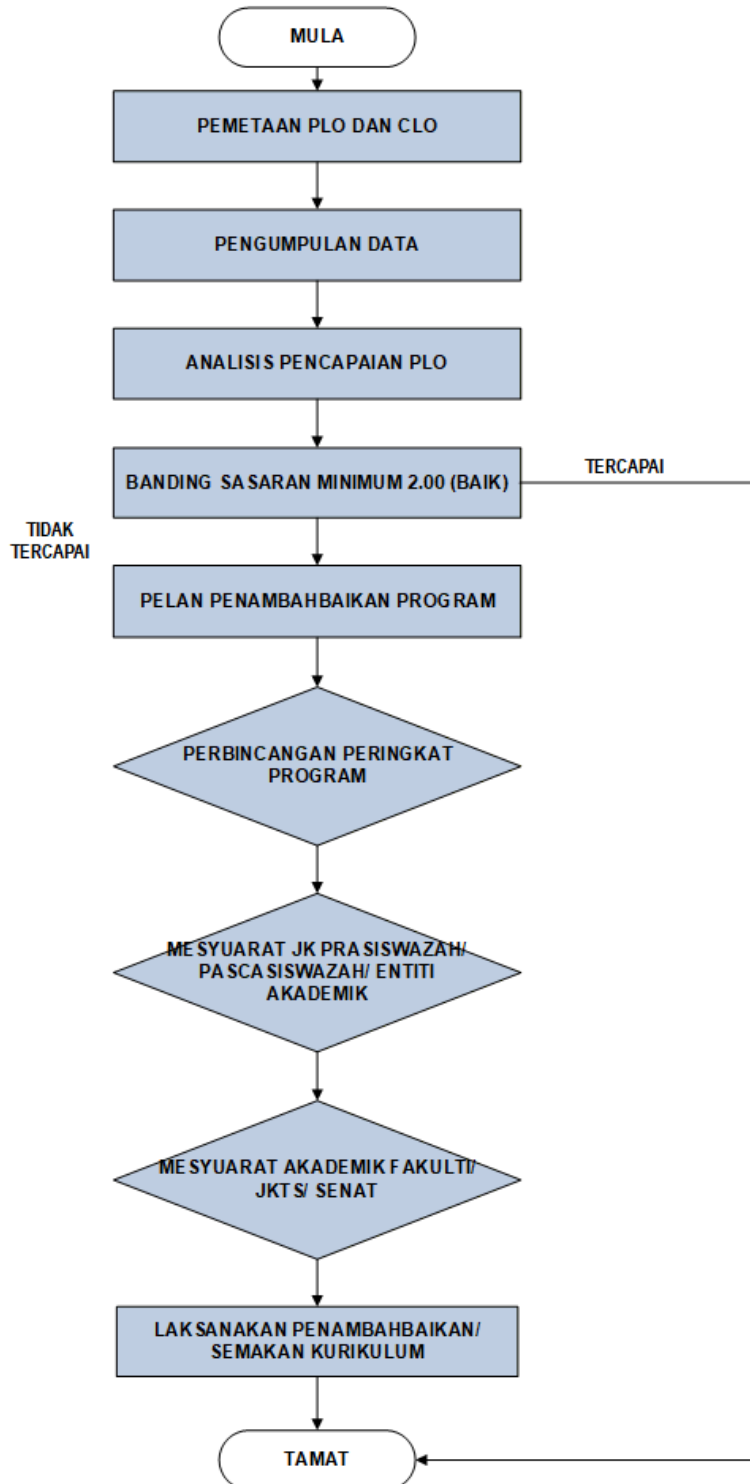 MULA
PEMETAAN PLO DAN CLO
PENGUMPULAN DATA
ANALISIS PENCAPAIAN PLO
BANDING SASARAN MINIMUM 2.00 (BAIK)
TERCAPAI
TIDAK
TERCAPAI
PELAN PENAMBAHBAIKAN PROGRAM
PERBINCANGAN PERINGKAT
PROGRAM
MESYUARAT JK PRASISWAZAH/
PASCASISWAZAH/ ENTITI
AKADEMIK
MESYUARAT AKADEMIK FAKULTI/
JKTS/ SENAT
LAKSANAKAN PENAMBAHBAIKAN/
SEMAKAN KURIKULUM
TAMAT